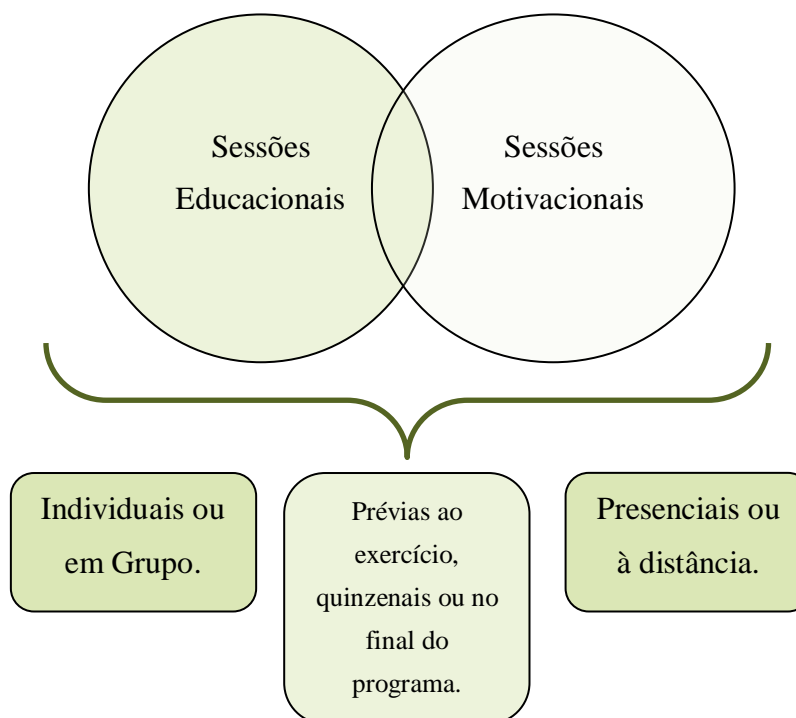 Sessões
Educacionais
Sessões
Motivacionais
Individuais ou
em Grupo.
Prévias ao
exercício,
quinzenais ou no
final do
programa.
Presenciais ou
à distância.